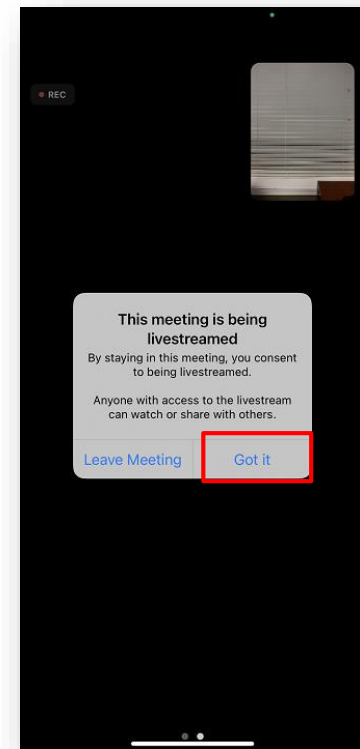 REC
This meeting is being
livestreamed
By staying in this meeting, you consent
to being livestreamed.
Anyone with access to the livestream
can watch or share with others.
Leave Meeting
Got it